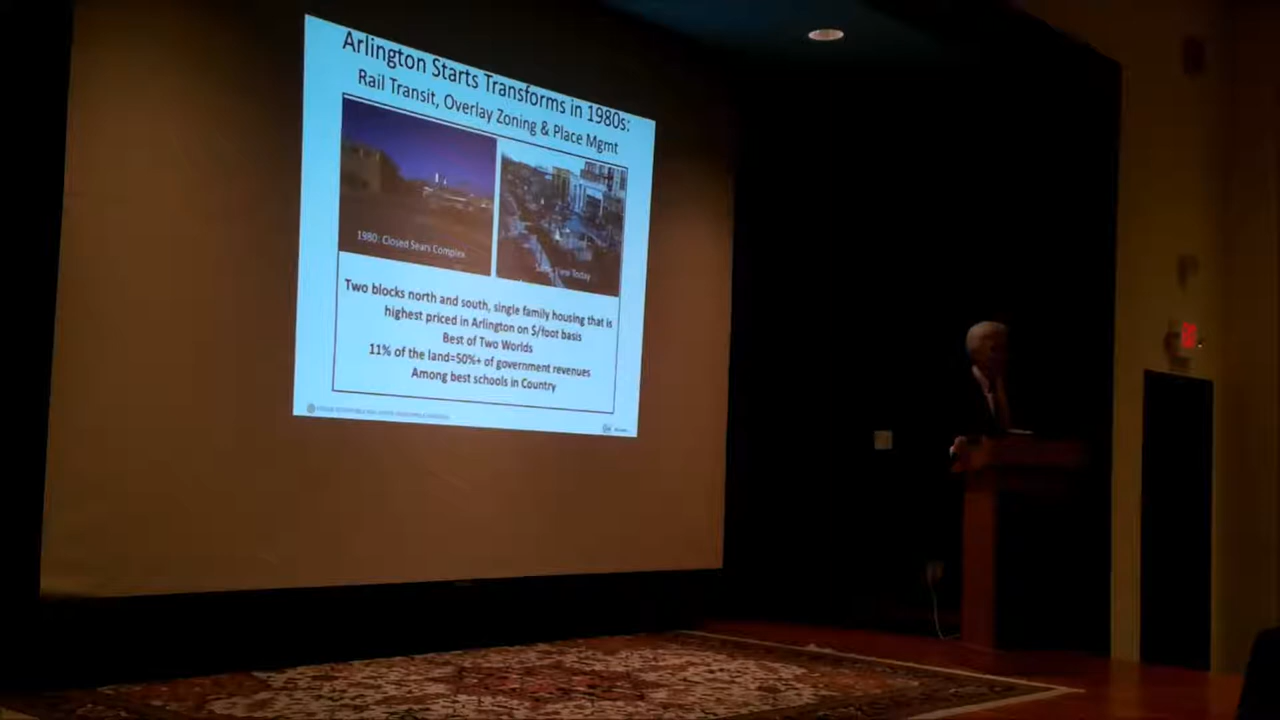 Arlington Starts Transforms in 1980s:
Rail Transit, Overlay Zoning & Place Mgmt
1980: Closed Sears Complex
Same View Today
Two blocks north and south, single family housing that is
highest priced in Arlington on $/foot basis
Best of Two Worlds
11% of the land=50%+ of government revenues
Among best schools in Country